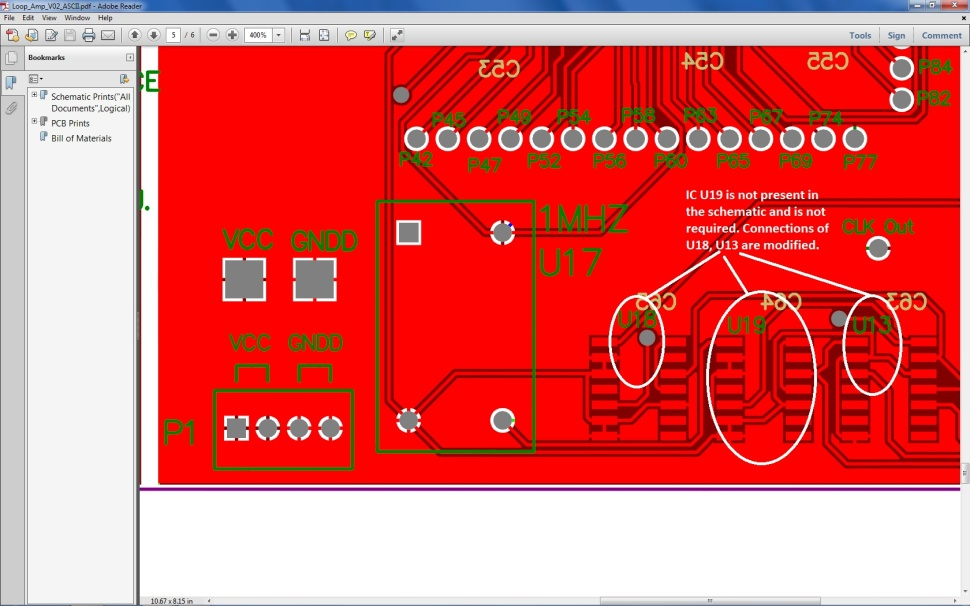 Loop_Amp_V02_ASCII.pdf - Adobe Reader
File Edit View Window Help
5 / 6 400% Tools Sign Comment
Bookmarks
Schematic Prints("All
Documents",Logical)
PCB Prints
Bill of Materials
CE
C53 C54 C55
P84
P82
P45 P49 P54 P58 P63 P67 P74
P42 P47 P52 P56 P60 P65 P69 P77
IC U19 is not present in
the schematic and is not
required. Connections of
U18, U13 are modified.
1MHZ
U17
CLK Out
VCC GNDD
C65 C64 C63
U18 U19 U13
VCC GNDD
P1
10.67 x 8.15 in